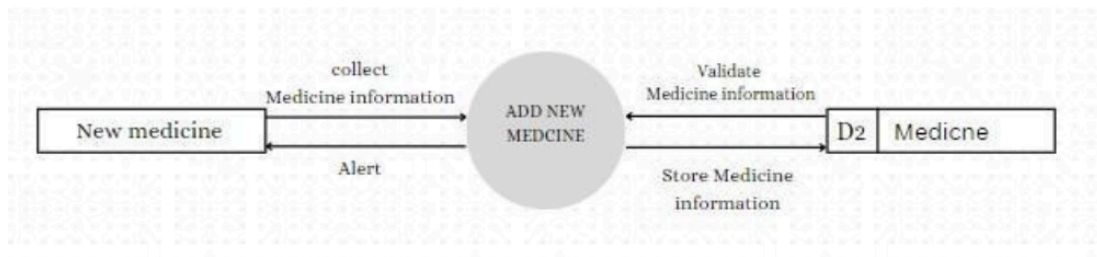 collect
Medicine information
New medicine
Alert
ADD NEW
MEDCINE
Validate
Medicine information
D2 Medicne
Store Medicine
information